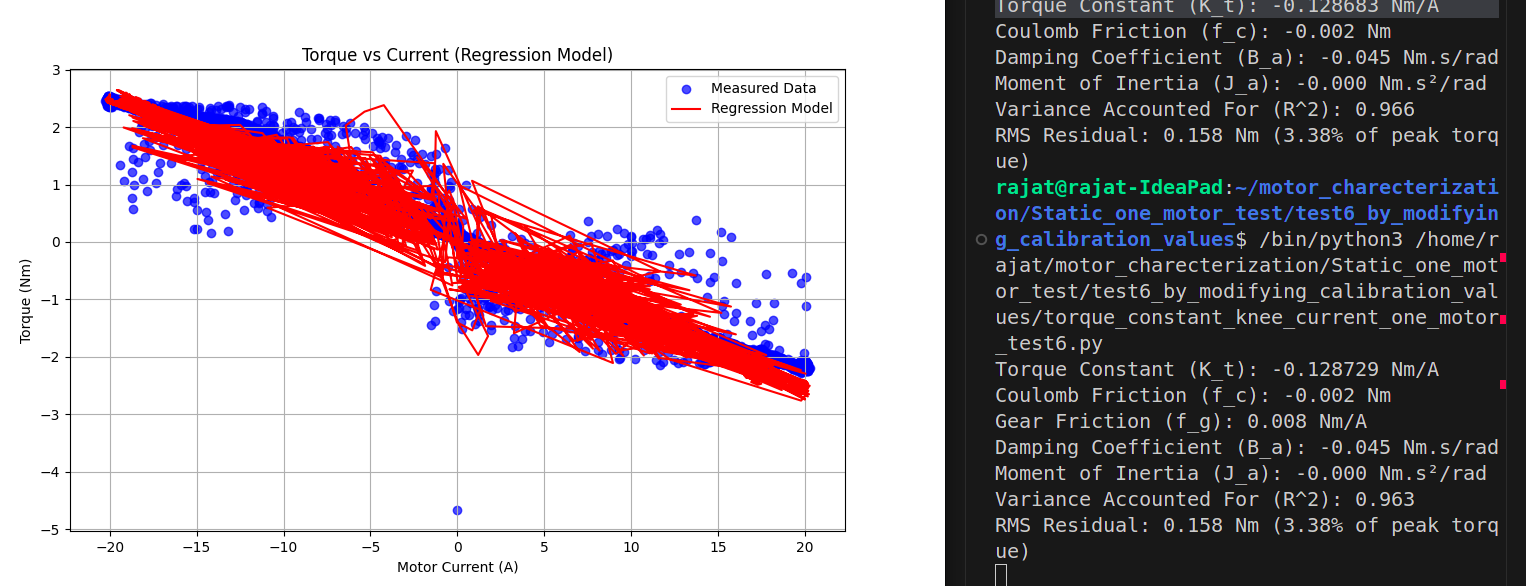 Torque vs Current (Regression Model)
Measured Data
Regression Model
3
2
1
0
−1
−2
−3
−4
−5
Torque (Nm)
−20 −15 −10 −5 0 5 10 15 20
Motor Current (A)
Torque Constant (K_t): -0.128683 Nm/A
Coulomb Friction (f_c): -0.002 Nm
Damping Coefficient (B_a): -0.045 Nm.s/rad
Moment of Inertia (J_a): -0.000 Nm.s²/rad
Variance Accounted For (R^2): 0.966
RMS Residual: 0.158 Nm (3.38% of peak torq
ue)
rajat@rajat-IdeaPad:~/motor_charecterizati
on/Static_one_motor_test/test6_by_modifyin
g_calibration_values$ /bin/python3 /home/r
ajat/motor_charecterization/Static_one_mot
or_test/test6_by_modifying_calibration_val
ues/torque_constant_knee_current_one_motor
_test6.py
Torque Constant (K_t): -0.128729 Nm/A
Coulomb Friction (f_c): -0.002 Nm
Gear Friction (f_g): 0.008 Nm/A
Damping Coefficient (B_a): -0.045 Nm.s/rad
Moment of Inertia (J_a): -0.000 Nm.s²/rad
Variance Accounted For (R^2): 0.963
RMS Residual: 0.158 Nm (3.38% of peak torq
ue)